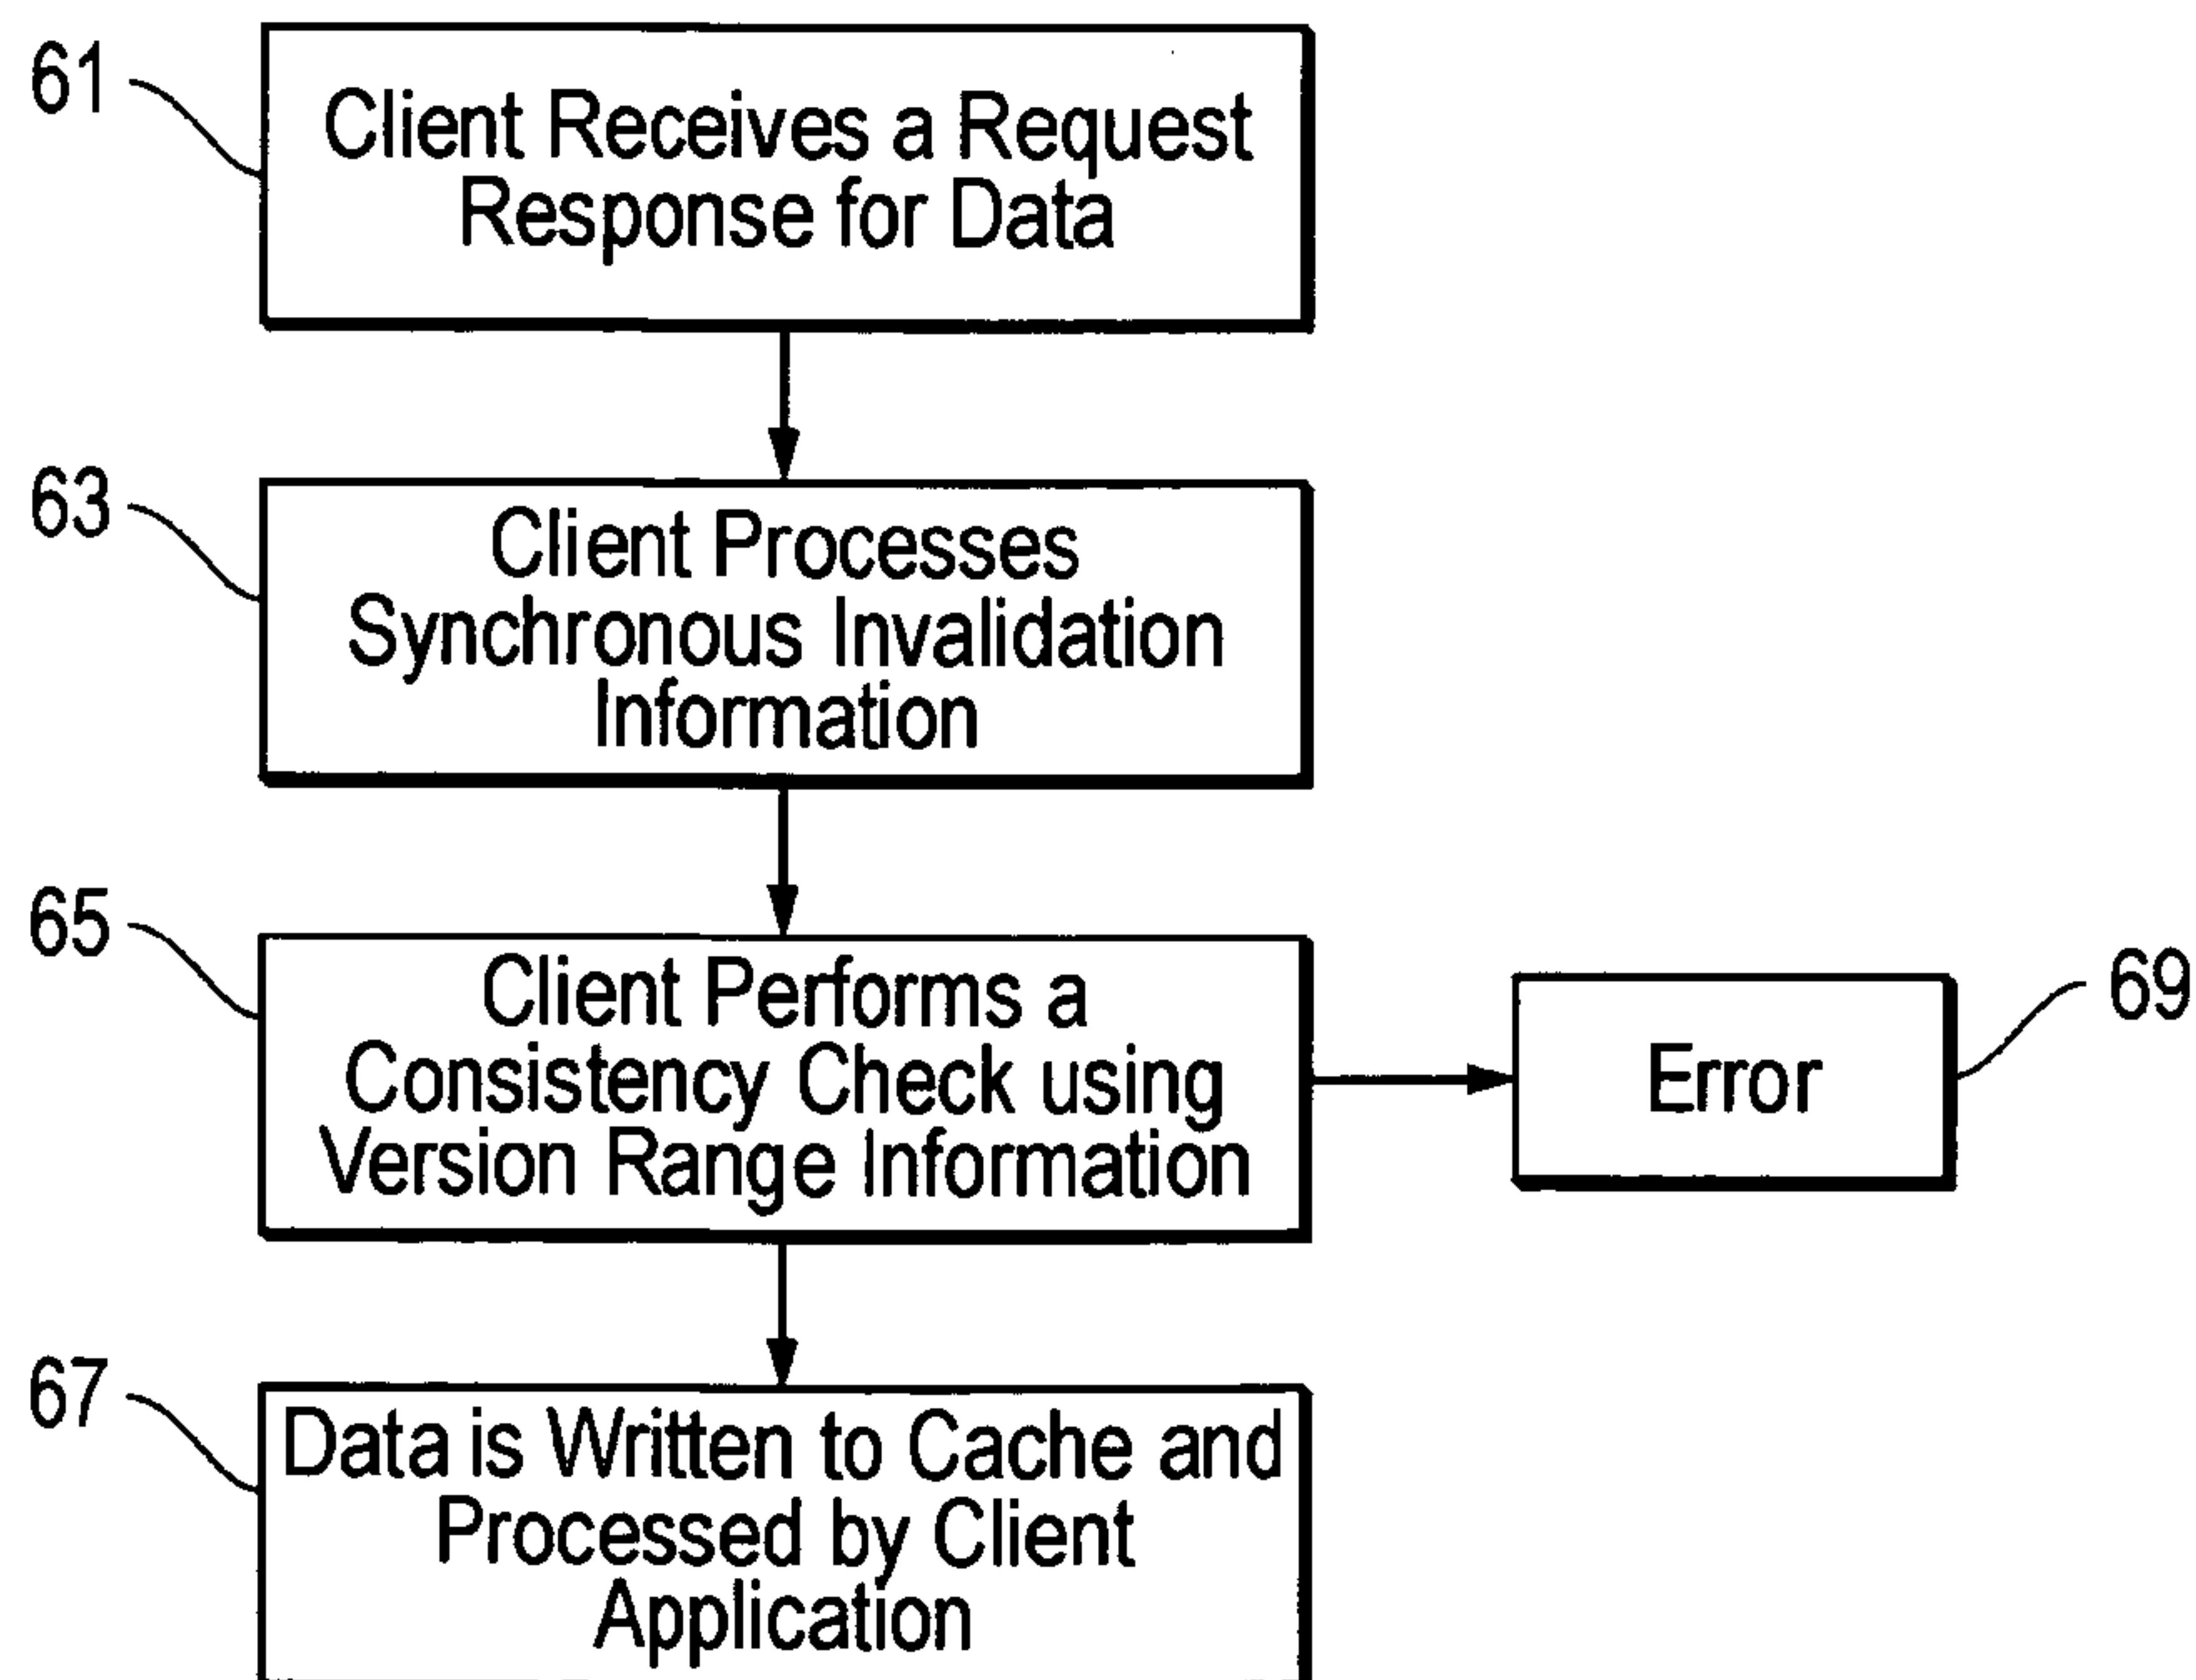 61
Client Receives a Request
Response for Data
63
Client Processes
Synchronous Invalidation
Information
65
Client Performs a
Consistency Check using
Version Range Information
69
Error
67
Data is Written to Cache and
Processed by Client
Application